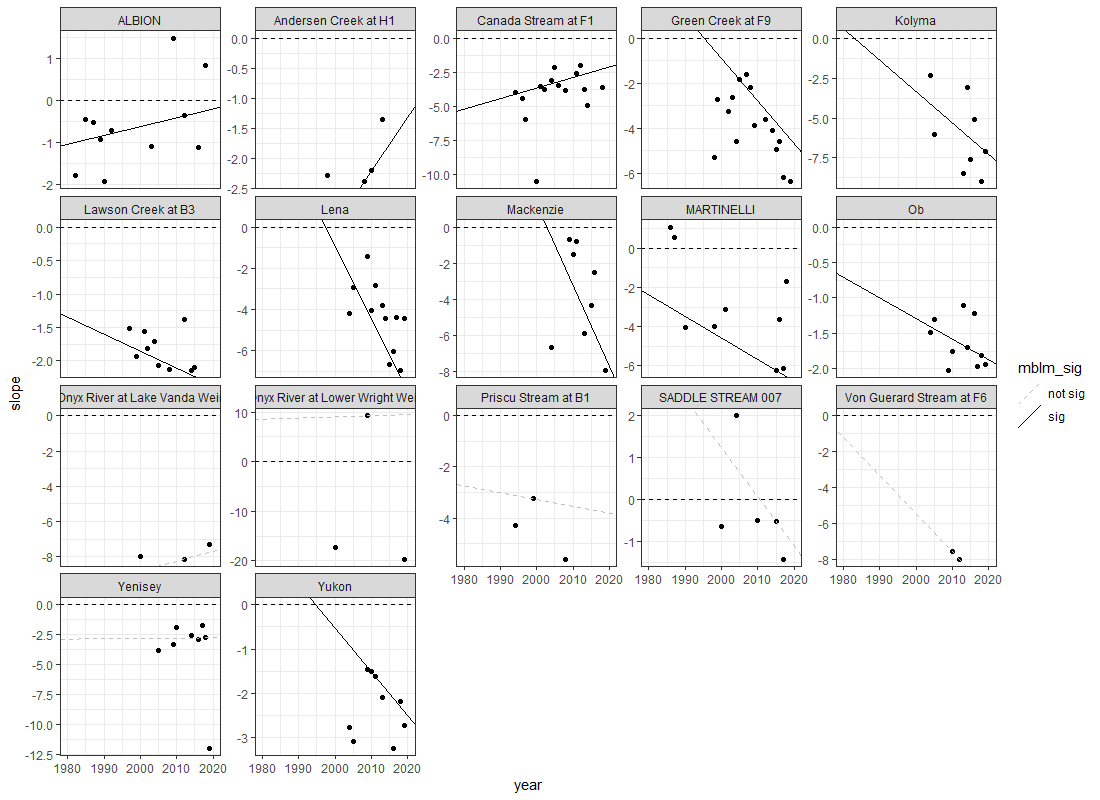 ALBION
Andersen Creek at H1
Canada Stream at F1
Green Creek at F9
Kolyma
1
0
-1
-2
0.0
-0.5
-1.0
-1.5
-2.0
-2.5
0.0
-2.5
-5.0
-7.5
-10.0
0
-2
-4
-6
0.0
-2.5
-5.0
-7.5
Lawson Creek at B3
Lena
Mackenzie
MARTINELLI
Ob
0.0
-0.5
-1.0
-1.5
-2.0
0
-2
-4
-6
0
-2
-4
-6
-8
0
-2
-4
-6
0.0
-0.5
-1.0
-1.5
-2.0
Onyx River at Lake Vanda Wei
nyx River at Lower Wright We
Priscu Stream at B1
SADDLE STREAM 007
Von Guerard Stream at F6
0
-2
-4
-6
-8
10
0
-10
-20
0
-2
-4
2
1
0
-1
0
-2
-4
-6
-8
1980 1990 2000 2010 2020
1980 1990 2000 2010 2020
1980 1990 2000 2010 2020
Yenisey
Yukon
0.0
-2.5
-5.0
-7.5
-10.0
-12.5
0
-1
-2
-3
1980 1990 2000 2010 2020
1980 1990 2000 2010 2020
year
slope
mblm_sig
not sig
sig